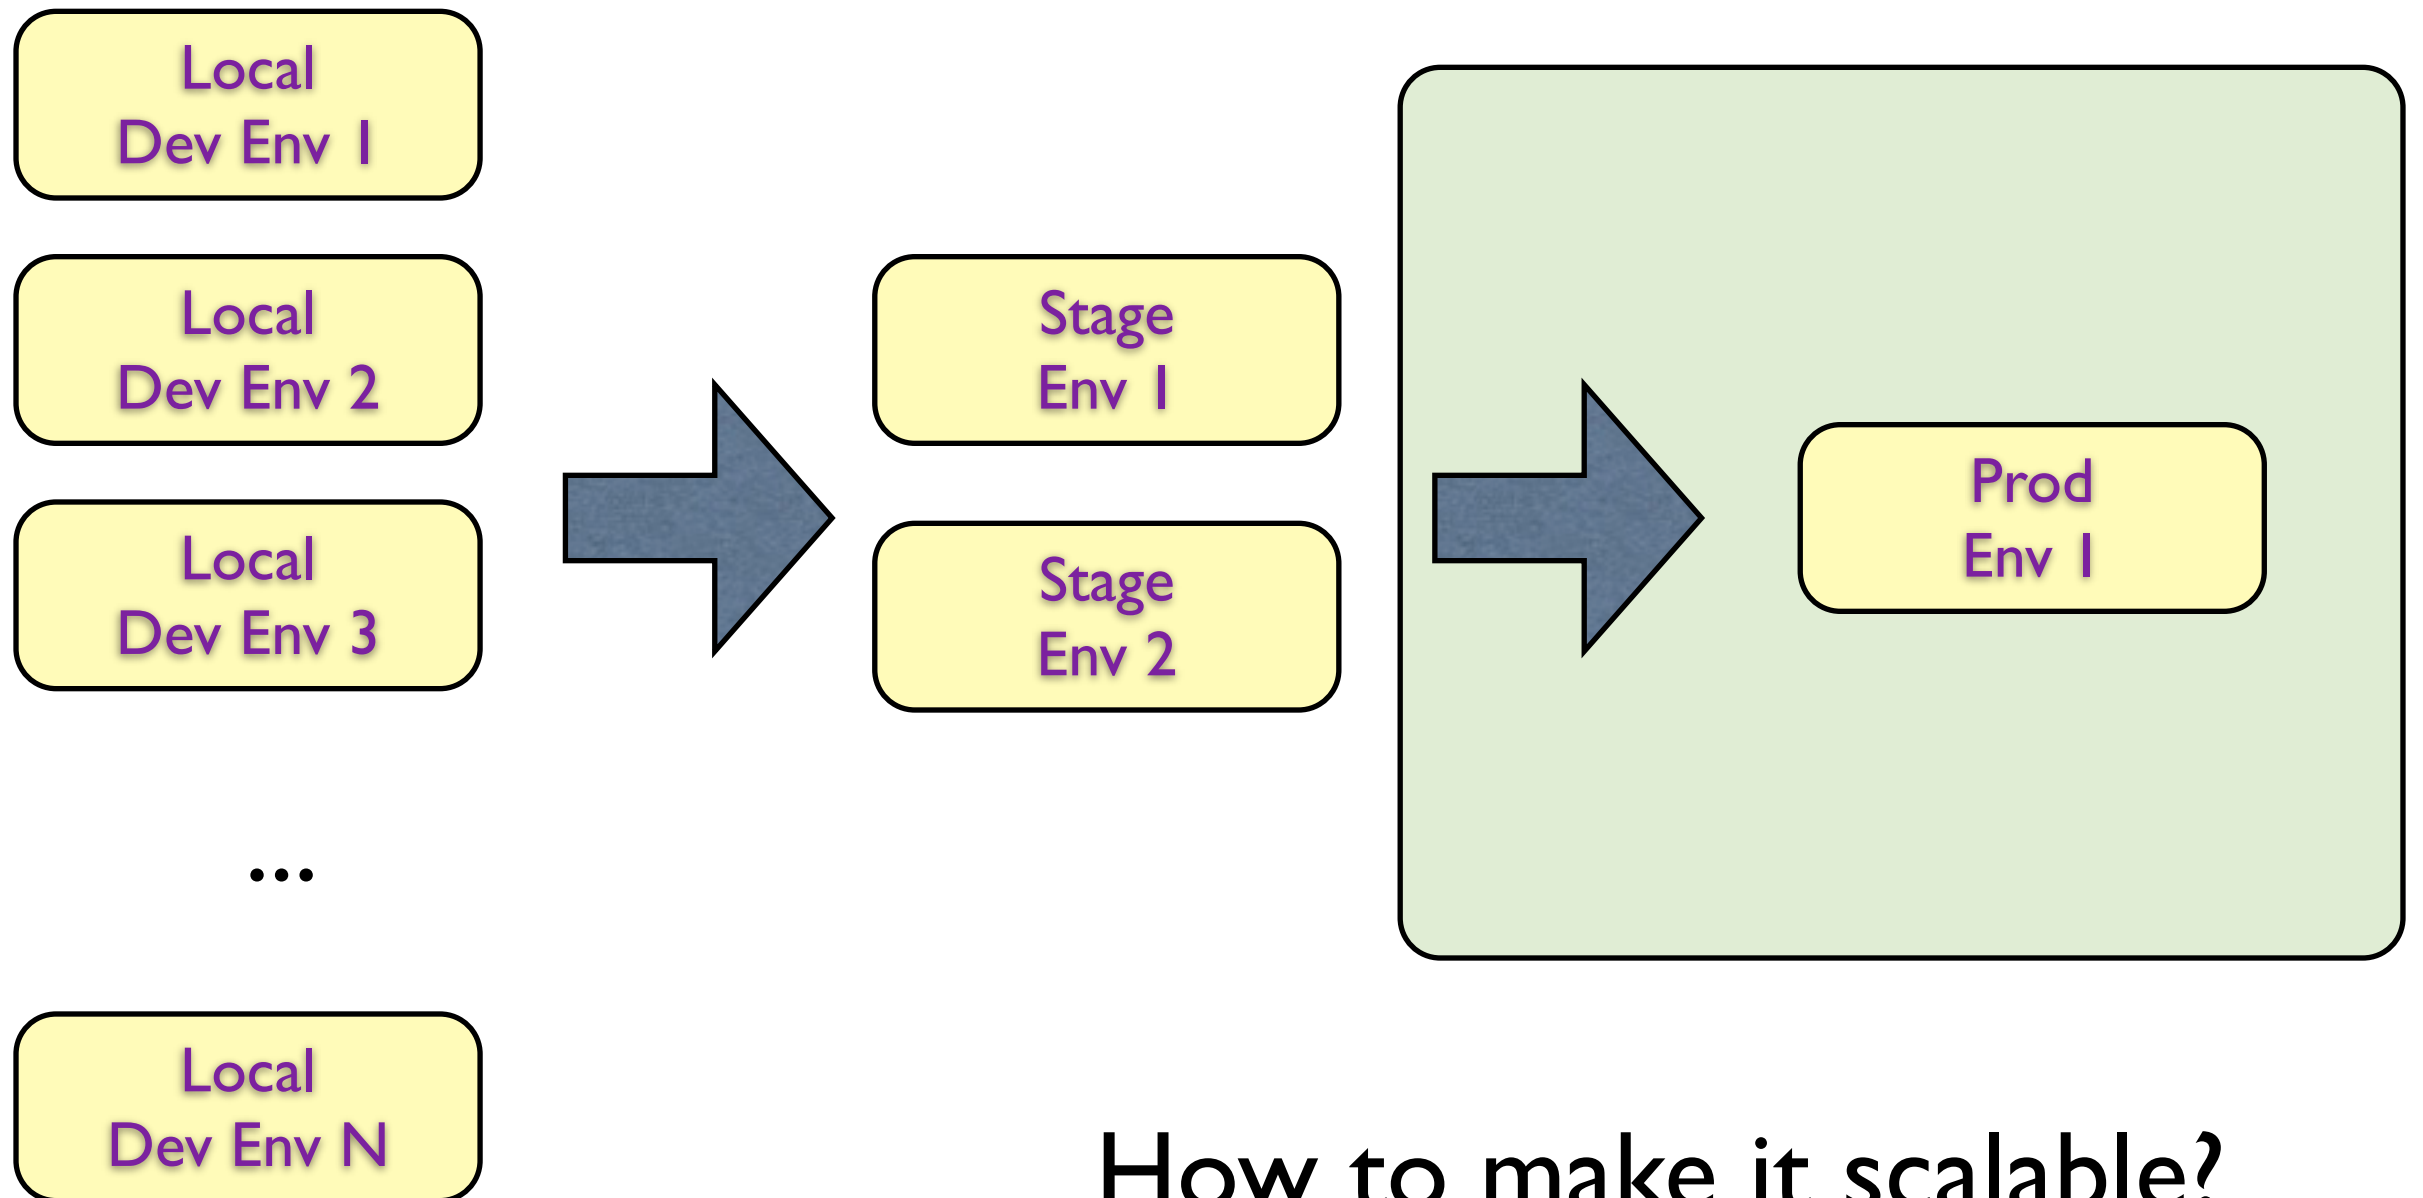 Local
Dev Env 1
Local
Dev Env 2
Local
Dev Env 3
...
Local
Dev Env N
Stage
Env 1
Stage
Env 2
Prod
Env 1
How to make it scalable?